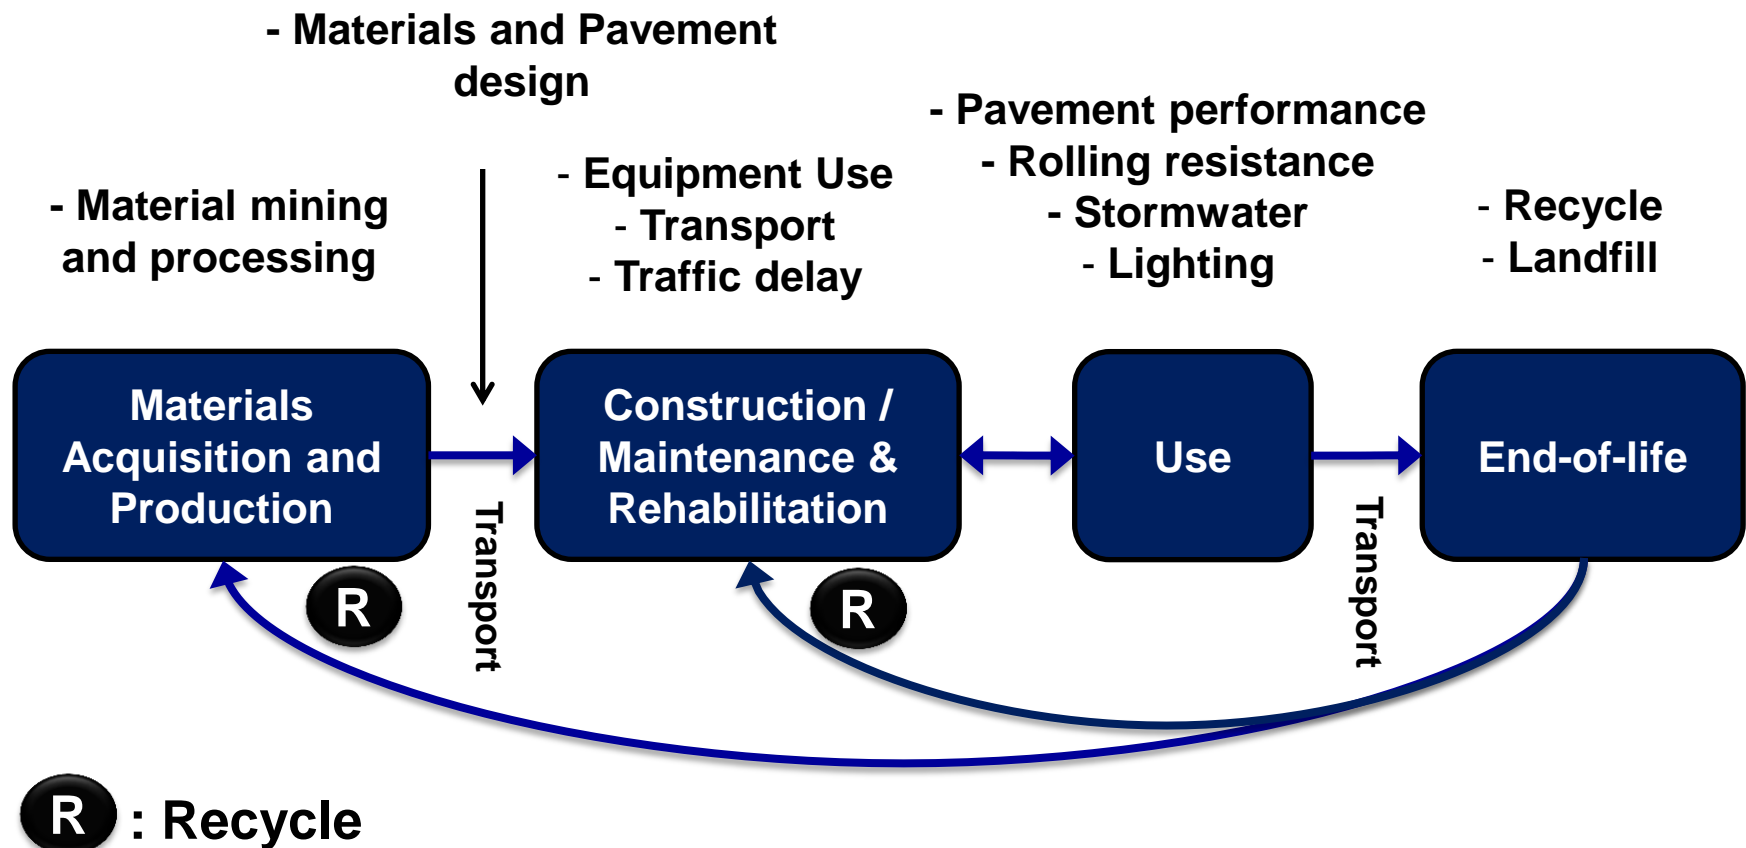 - Materials and Pavement
design
- Material mining
and processing
- Equipment Use
- Transport
- Traffic delay
- Pavement performance
- Rolling resistance
- Stormwater
- Lighting
- Recycle
- Landfill
Materials
Acquisition and
Production
Transport
Construction /
Maintenance &
Rehabilitation
Use
Transport
End-of-life
R
R
R : Recycle